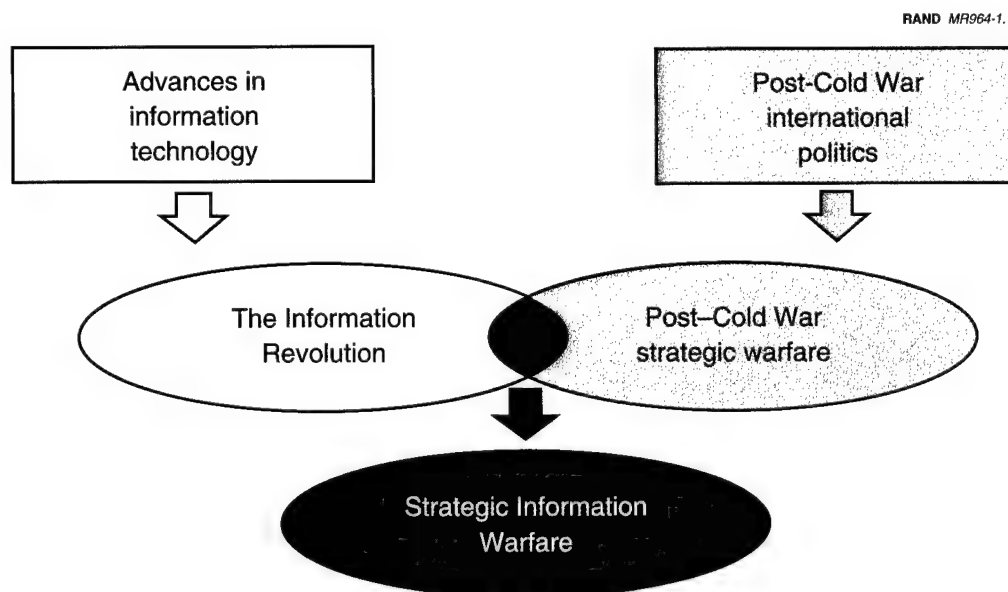 RAND MR964-1.
Advances in
information
technology
Post-Cold War
international
politics
The Information
Revolution
Post–Cold War
strategic warfare
Strategic Information
Warfare